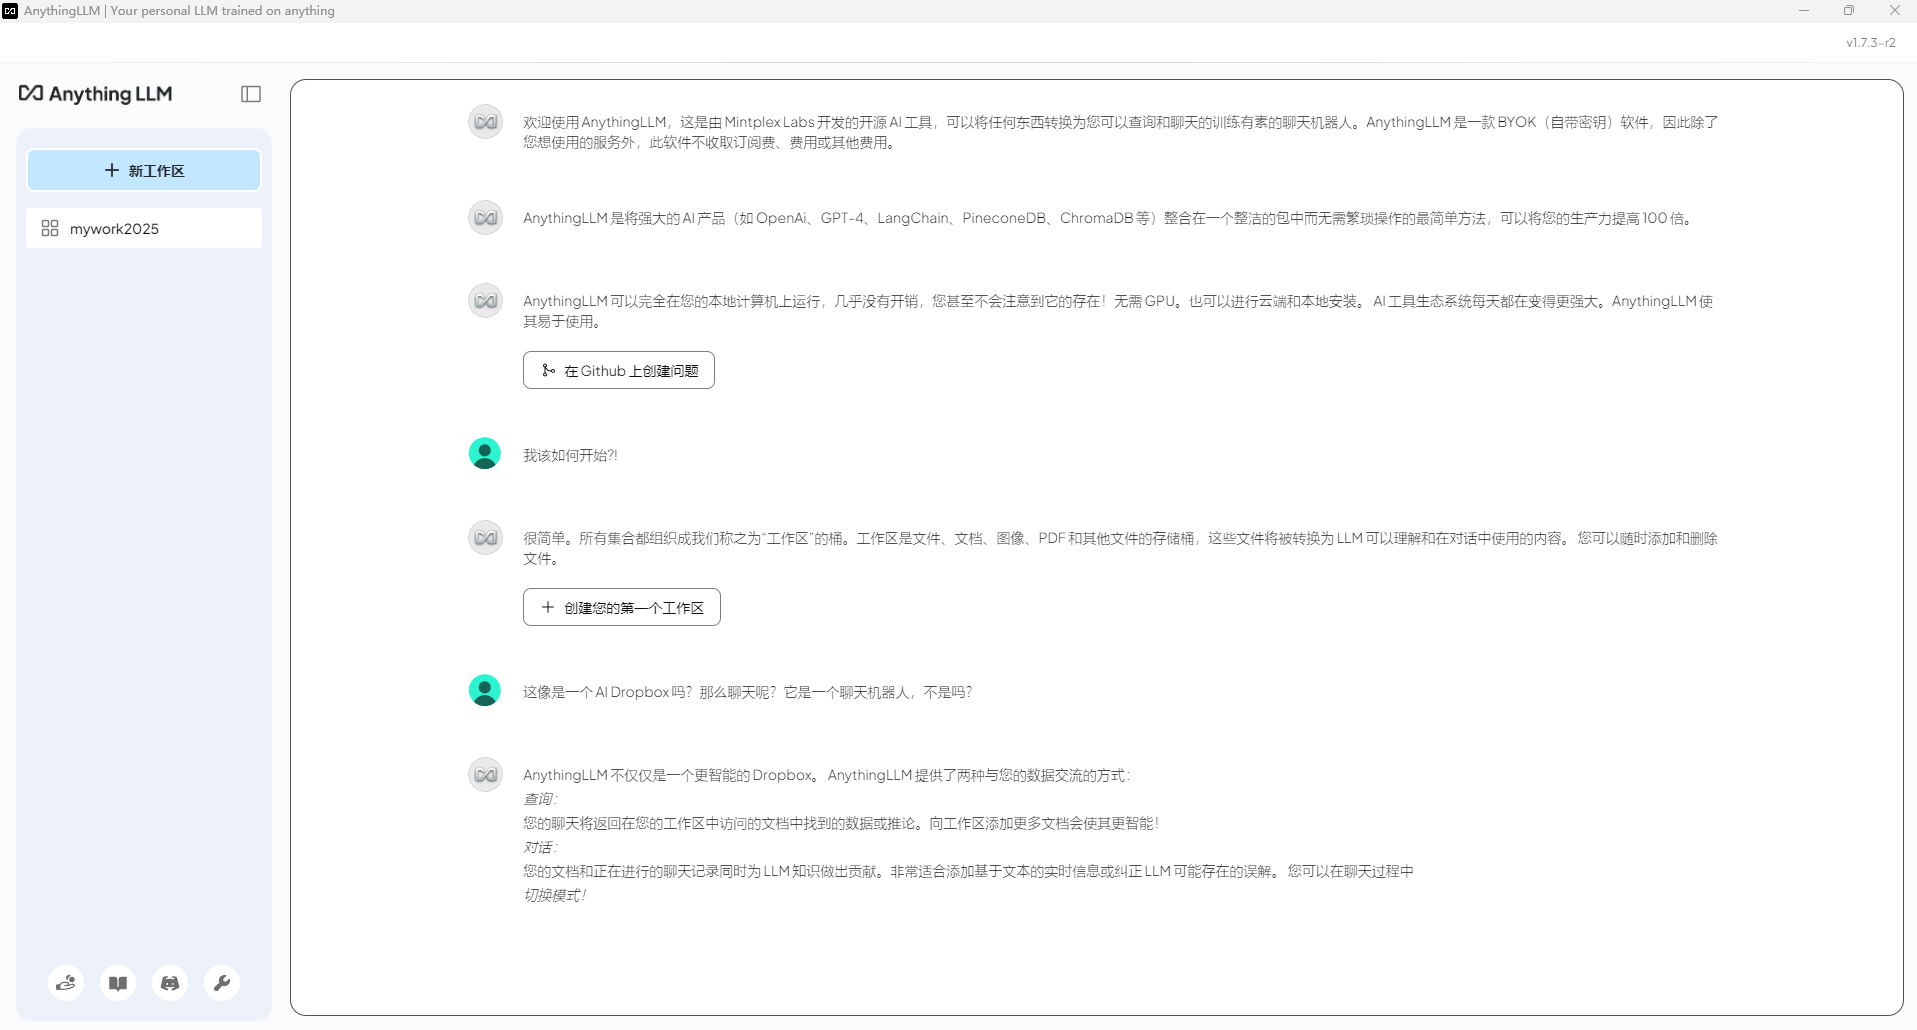 AnythingLLM | Your personal LLM trained on anything
v1.7.3-r2
Anything LLM
新工作区
mywork2025
欢迎使用 AnythingLLM，这是由 Mintplex Labs 开发的开源 AI 工具，可以将任何东西转换为您可以查询和聊天的训练有素的聊天机器人。AnythingLLM 是一款 BYOK（自带密钥）软件，因此除了
您想使用的服务外，此软件不收取订阅费、费用或其他费用。
AnythingLLM 是将强大的 AI 产品（如 OpenAi、GPT-4、LangChain、PineconeDB、ChromaDB 等）整合在一个整洁的包中而无需繁琐操作的最简单方法，可以将您的生产力提高 100 倍。
AnythingLLM 可以完全在您的本地计算机上运行，几乎没有开销，您甚至不会注意到它的存在！无需 GPU。也可以进行云端和本地安装。 AI 工具生态系统每天都在变得更强大。AnythingLLM 使
其易于使用。
在 Github 上创建问题
我该如何开始?!
很简单。所有集合都组织成我们称之为“工作区”的桶。工作区是文件、文档、图像、PDF 和其他文件的存储桶，这些文件将被转换为 LLM 可以理解和在对话中使用的内容。 您可以随时添加和删除
文件。
创建您的第一个工作区
这像是一个 AI Dropbox 吗？那么聊天呢？它是一个聊天机器人，不是吗？
AnythingLLM 不仅仅是一个更智能的 Dropbox。 AnythingLLM 提供了两种与您的数据交流的方式：
查询：
您的聊天将返回在您的工作区中访问的文档中找到的数据或推论。向工作区添加更多文档会使其更智能！
对话：
您的文档和正在进行的聊天记录同时为 LLM 知识做出贡献。非常适合添加基于文本的实时信息或纠正 LLM 可能存在的误解。 您可以在聊天过程中
切换模式！